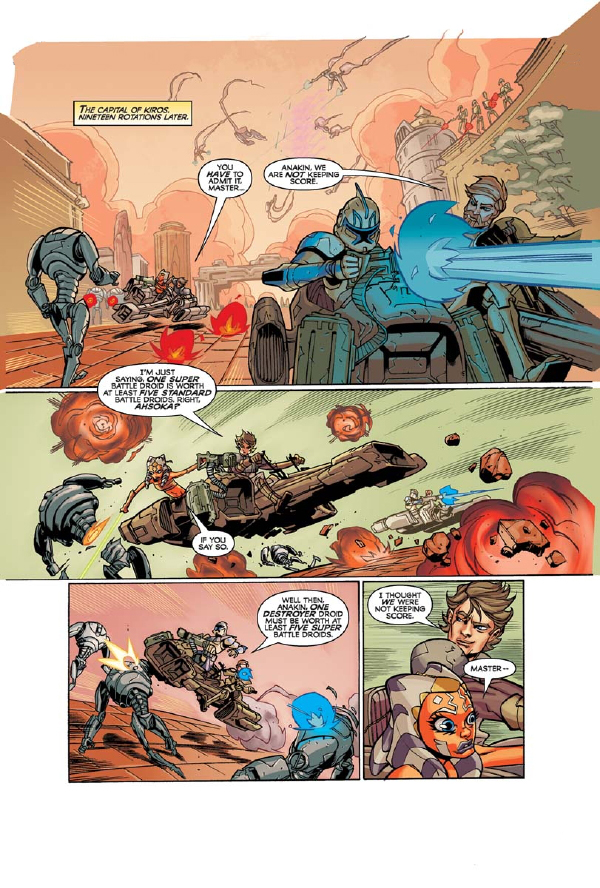 THE CAPITAL OF KIROS.
NINETEEN ROTATIONS LATER.
YOU
HAVE TO
ADMIT IT,
MASTER...
ANAKIN, WE
ARE NOT KEEPING
SCORE.
I'M JUST
SAYING, ONE SUPER
BATTLE DROID IS WORTH
AT LEAST FIVE STANDARD
BATTLE DROIDS. RIGHT,
AHSOKA?
IF YOU
SAY SO.
WELL THEN,
ANAKIN, ONE
DESTROYER DROID
MUST BE WORTH AT
LEAST FIVE SUPER
BATTLE DROIDS.
I THOUGHT
WE WERE
NOT KEEPING
SCORE.
MASTER --